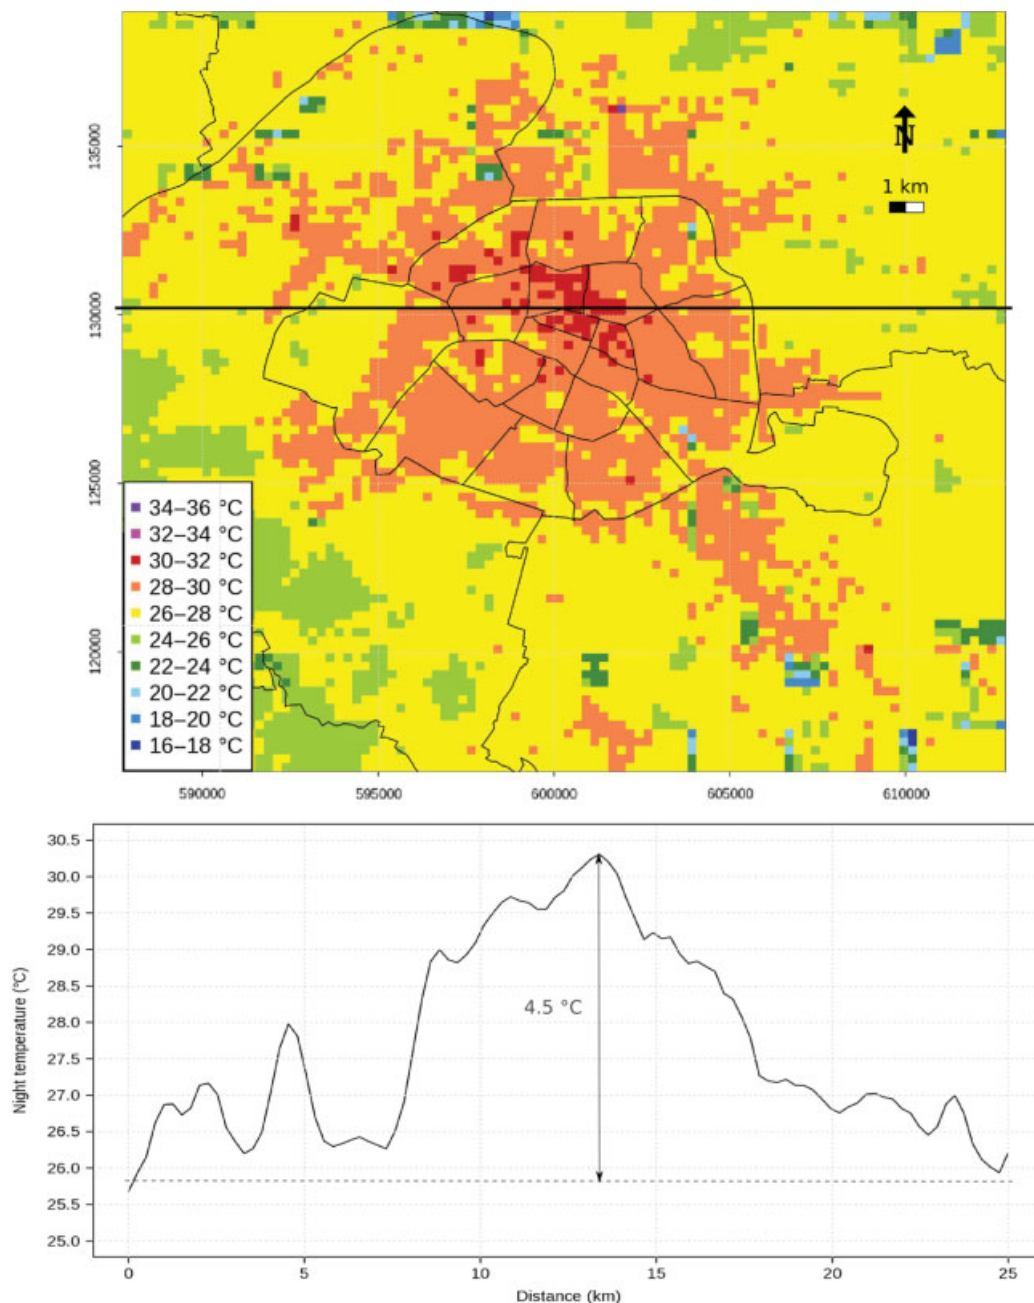 N
1 km
135000
130000
125000
120000
34–36 °C
32–34 °C
30–32 °C
28–30 °C
26–28 °C
24–26 °C
22–24 °C
20–22 °C
18–20 °C
16–18 °C
590000 595000 600000 605000 610000
30.5
30.0
29.5
29.0
28.5
28.0
27.5
27.0
26.5
26.0
25.5
25.0
Night temperature (°C)
4.5 °C
0 5 10 15 20 25
Distance (km)